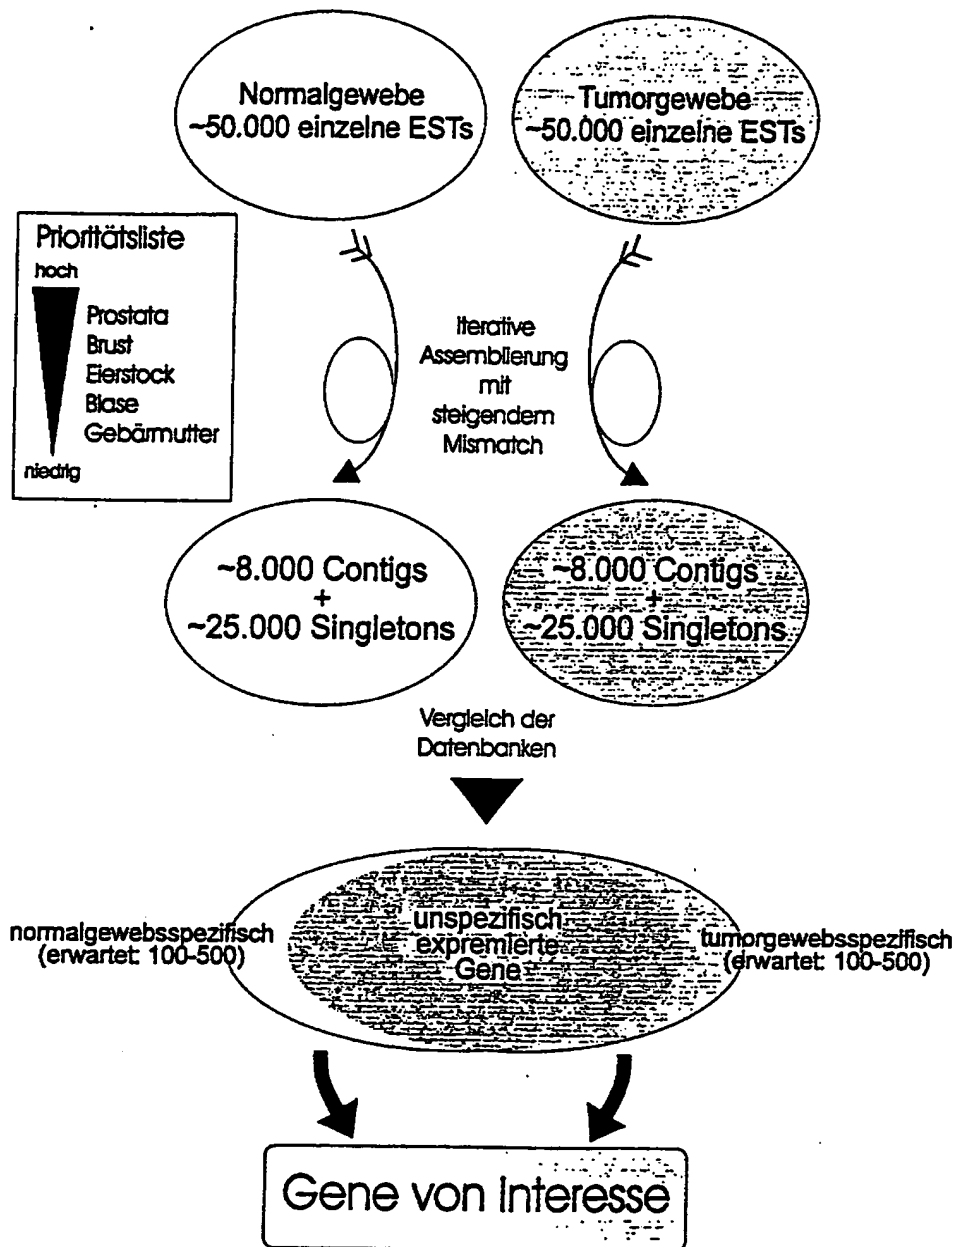 Normalgewebe
~50.000 einzelne ESTs
Tumorgewebe
~50.000 einzelne ESTs
Prioritätsliste
hoch
Prostata
Brust
Eierstock
Blase
Gebärmutter
niedrig
Iterative
Assemblierung
mit
steigendem
Mismatch
~8.000 Contigs
+
~25.000 Singletons
~8.000 Contigs
+
~25.000 Singletons
Vergleich der
Datenbanken
normalgewebsspezifisch
(erwartet: 100-500)
unspezifisch
expremierte
Gene
tumorgewebsspezifisch
(erwartet: 100-500)
Gene von Interesse